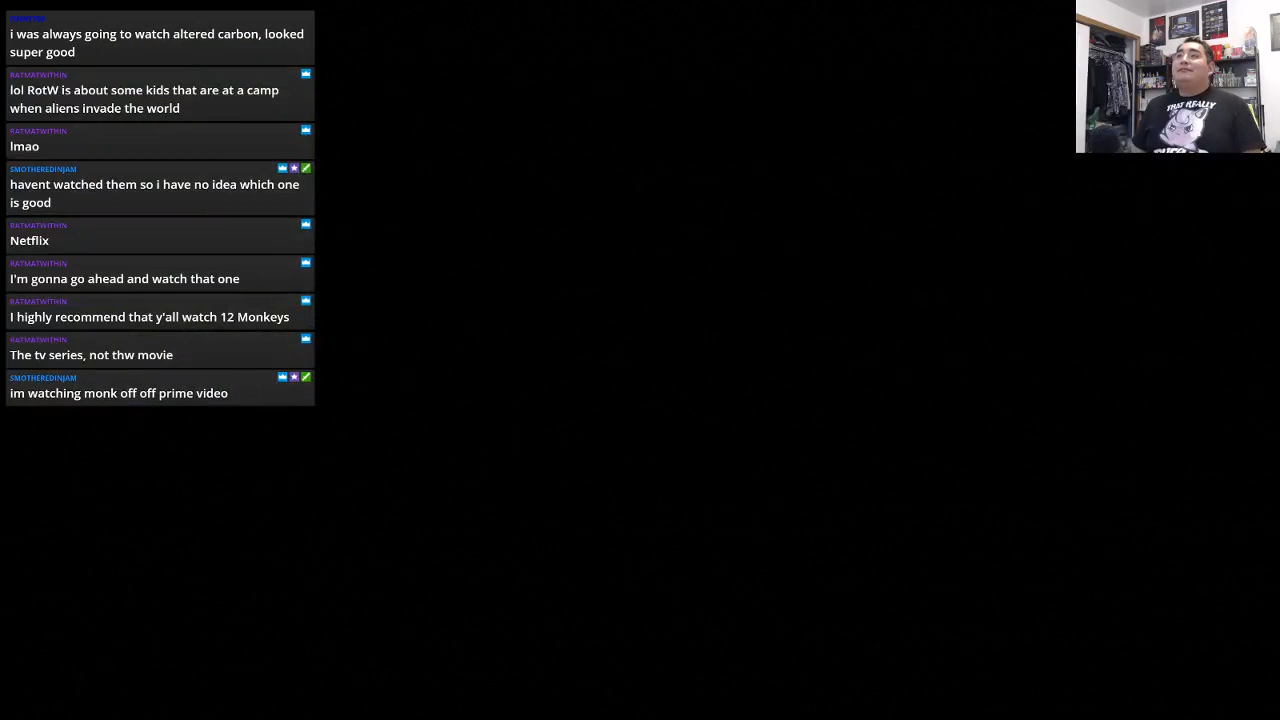 i was always going to watch altered carbon, looked
super good
RATMATWITHIN
lol RotW is about some kids that are at a camp
when aliens invade the world
RATMATWITHIN
lmao
SMOTHEREDINJAM
havent watched them so i have no idea which one
is good
RATMATWITHIN
Netflix
RATMATWITHIN
I'm gonna go ahead and watch that one
RATMATWITHIN
I highly recommend that y'all watch 12 Monkeys
RATMATWITHIN
The tv series, not thw movie
SMOTHEREDINJAM
im watching monk off off prime video
THAT REALLY